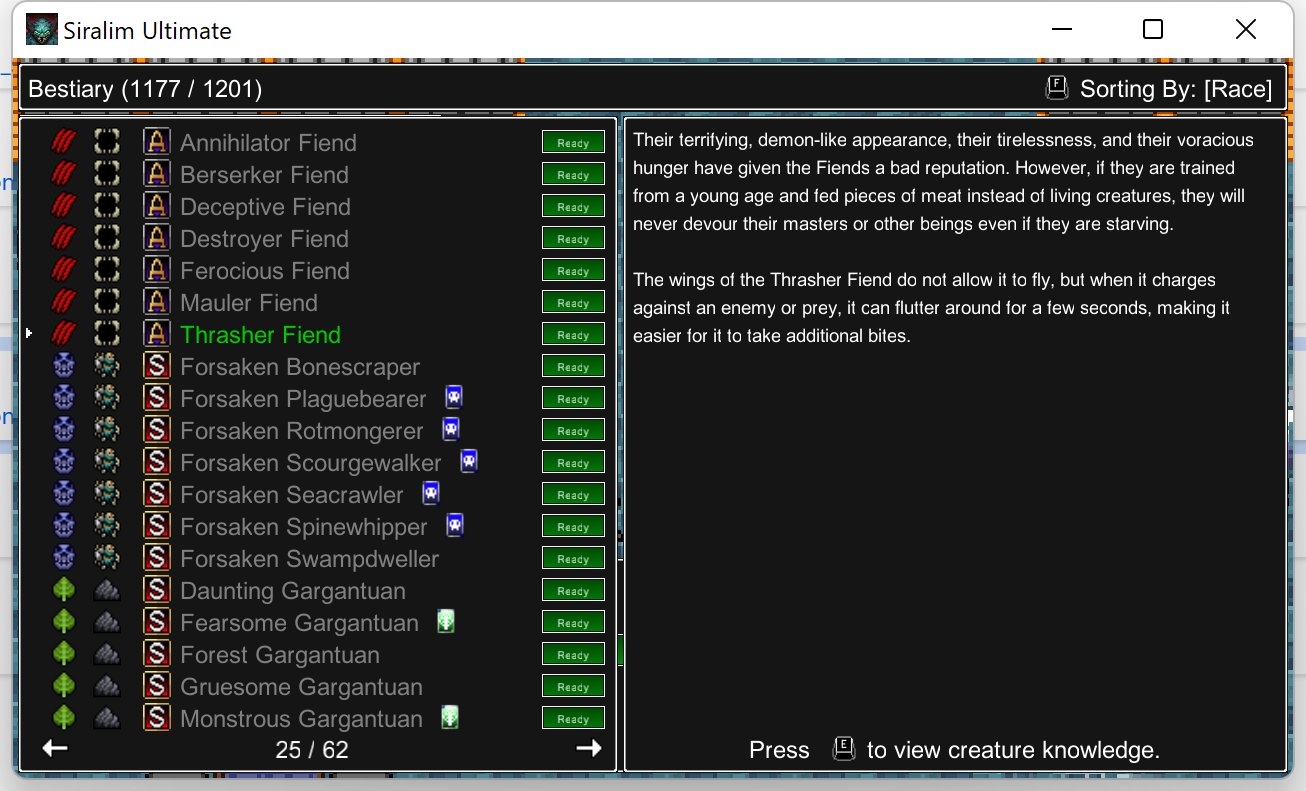 Siralim Ultimate
Bestiary (1177 / 1201)
F Sorting By: [Race]
A Annihilator Fiend Ready
A Berserker Fiend Ready
A Deceptive Fiend Ready
A Destroyer Fiend Ready
A Ferocious Fiend Ready
A Mauler Fiend Ready
A Thrasher Fiend Ready
S Forsaken Bonescraper Ready
S Forsaken Plaguebearer Ready
S Forsaken Rotmongerer Ready
S Forsaken Scourgewalker Ready
S Forsaken Seacrawler Ready
S Forsaken Spinewhipper Ready
S Forsaken Swampdweller Ready
S Daunting Gargantuan Ready
S Fearsome Gargantuan Ready
S Forest Gargantuan Ready
S Gruesome Gargantuan Ready
S Monstrous Gargantuan Ready
25 / 62
Their terrifying, demon-like appearance, their tirelessness, and their voracious
hunger have given the Fiends a bad reputation. However, if they are trained
from a young age and fed pieces of meat instead of living creatures, they will
never devour their masters or other beings even if they are starving.
The wings of the Thrasher Fiend do not allow it to fly, but when it charges
against an enemy or prey, it can flutter around for a few seconds, making it
easier for it to take additional bites.
Press E to view creature knowledge.